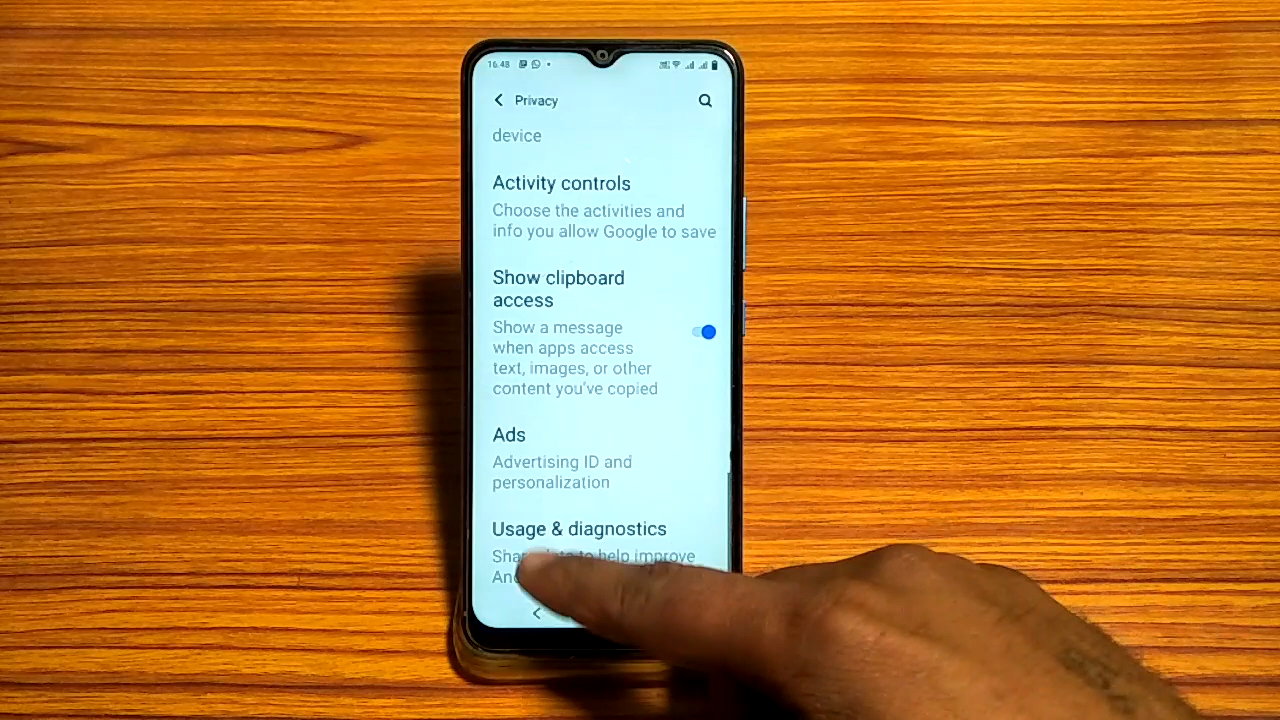 16.48
Privacy
device
Activity controls
Choose the activities and
info you allow Google to save
Show clipboard
access
Show a message
when apps access
text, images, or other
content you've copied
Ads
Advertising ID and
personalization
Usage & diagnostics
to help improve